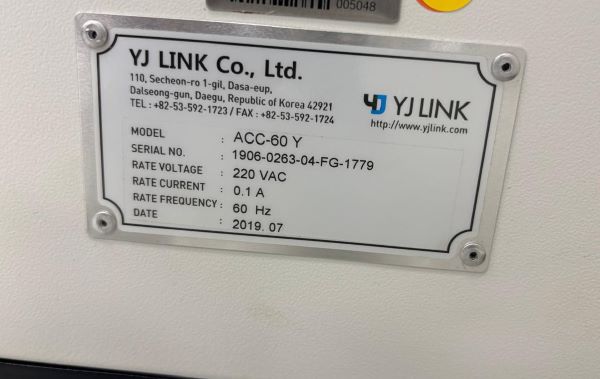 005048
YJ LINK Co., Ltd.
110, Secheon-ro 1-gil, Dasa-eup,
Dalseong-gun, Daegu, Republic of Korea 42921
TEL : +82-53-592-1723 / FAX : +82-53-592-1724
YJ LINK
http://www.yjlink.com
MODEL : ACC-60 Y
SERIAL NO. : 1906-0263-04-FG-1779
RATE VOLTAGE : 220 VAC
RATE CURRENT : 0.1 A
RATE FREQUENCY : 60 Hz
DATE : 2019. 07